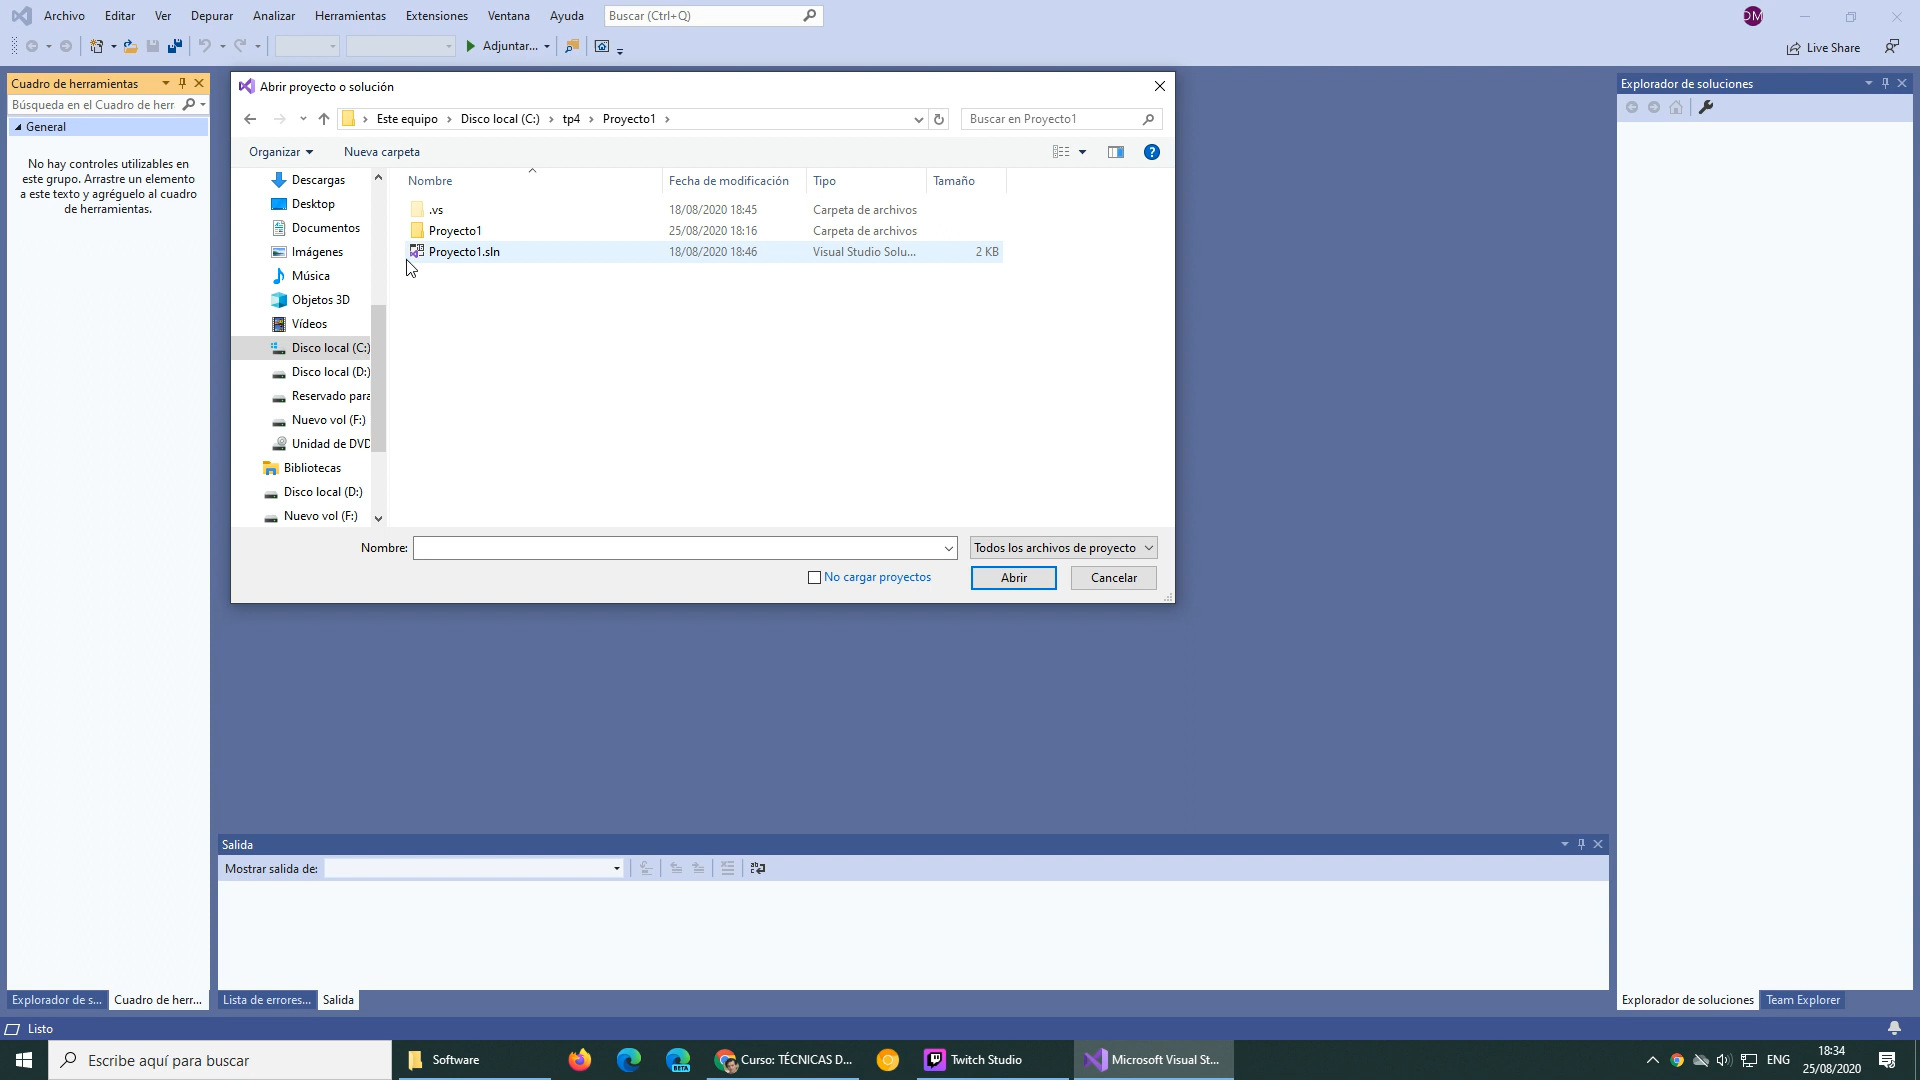 Archivo Editar Ver Depurar Analizar Herramientas Extensiones Ventana Ayuda Buscar (Ctrl+Q) DM
Adjuntar... Live Share
Cuadro de herramientas
Búsqueda en el Cuadro de herr
General
No hay controles utilizables en
este grupo. Arrastre un elemento
a este texto y agréguelo al cuadro
de herramientas.
Abrir proyecto o solución
Este equipo Disco local (C:) tp4 Proyecto1
Buscar en Proyecto1
Organizar Nueva carpeta
Descargas
Desktop
Documentos
Imágenes
Música
Objetos 3D
Vídeos
Disco local (C:)
Disco local (D:)
Reservado para
Nuevo vol (F:)
Unidad de DVD
Bibliotecas
Disco local (D:)
Nuevo vol (F:)
Nombre Fecha de modificación Tipo Tamaño
.vs 18/08/2020 18:45 Carpeta de archivos
Proyecto1 25/08/2020 18:16 Carpeta de archivos
Proyecto1.sln 18/08/2020 18:46 Visual Studio Solu... 2 KB
Nombre:
Todos los archivos de proyecto
No cargar proyectos
Abrir
Cancelar
Explorador de soluciones
Salida
Mostrar salida de:
Explorador de s... Cuadro de herr...
Lista de errores... Salida
Explorador de soluciones Team Explorer
Listo
Escribe aquí para buscar
Software
BETA
Curso: TÉCNICAS D...
Twitch Studio
Microsoft Visual St...
ENG
18:34
25/08/2020